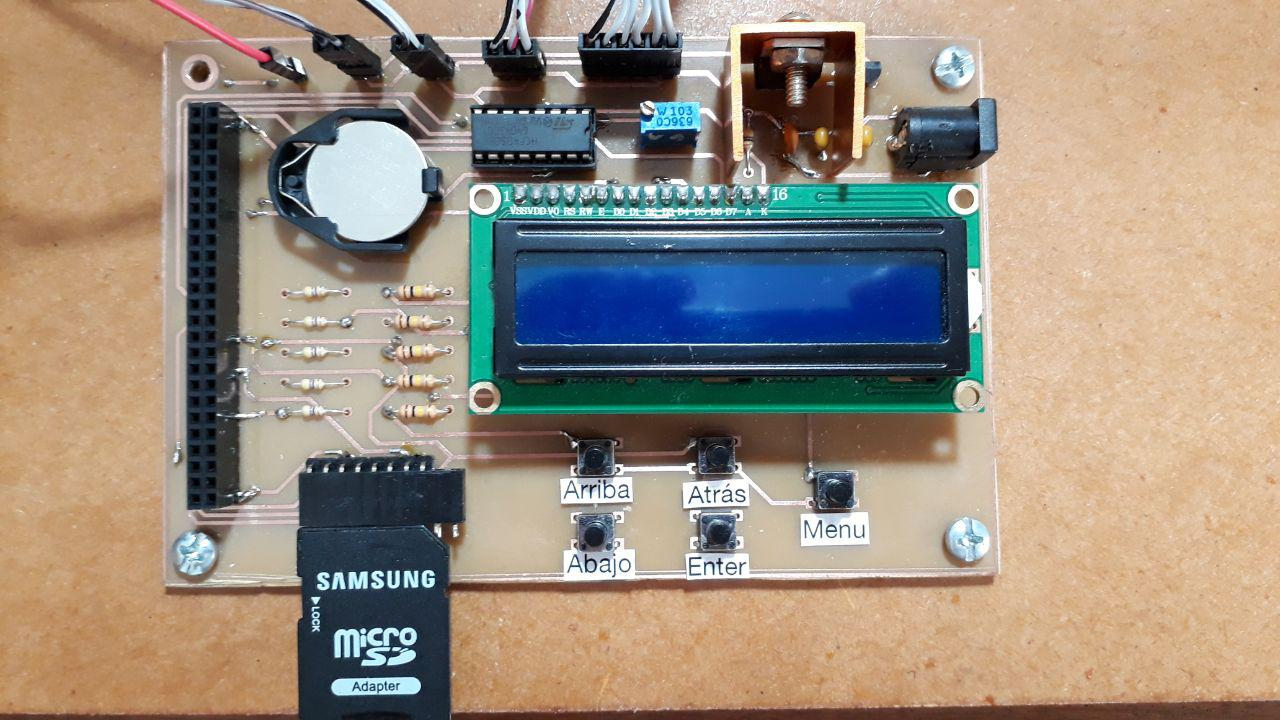 W 103
636C0
1
16
VSS VDD VO RS RW E D0 D1 D2 D3 D4 D5 D6 D7 A K
Arriba
Atrás
Menu
Abajo
Enter
SAMSUNG
LOCK
Micro
SD
Adapter